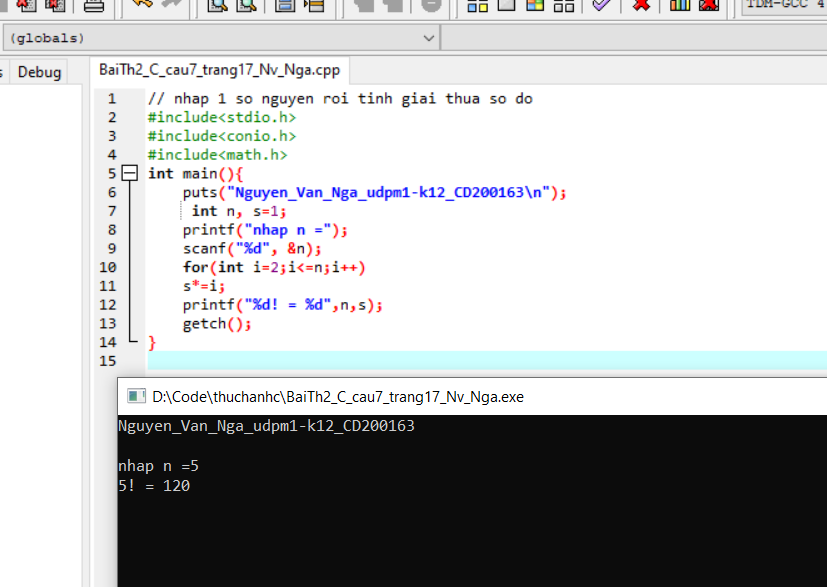 TDM-GCC 4
(globals)
s Debug BaiTh2_C_cau7_trang17_Nv_Nga.cpp
1 // nhap 1 so nguyen roi tinh giai thua so do
2 #include<stdio.h>
3 #include<conio.h>
4 #include<math.h>
5 int main(){
6 puts("Nguyen_Van_Nga_udpm1-k12_CD200163\n");
7 int n, s=1;
8 printf("nhap n =");
9 scanf("%d", &n);
10 for(int i=2;i<=n;i++)
11 s*=i;
12 printf("%d! = %d",n,s);
13 getch();
14 }
15
D:\Code\thuchanhc\BaiTh2_C_cau7_trang17_Nv_Nga.exe
Nguyen_Van_Nga_udpm1-k12_CD200163
nhap n =5
5! = 120